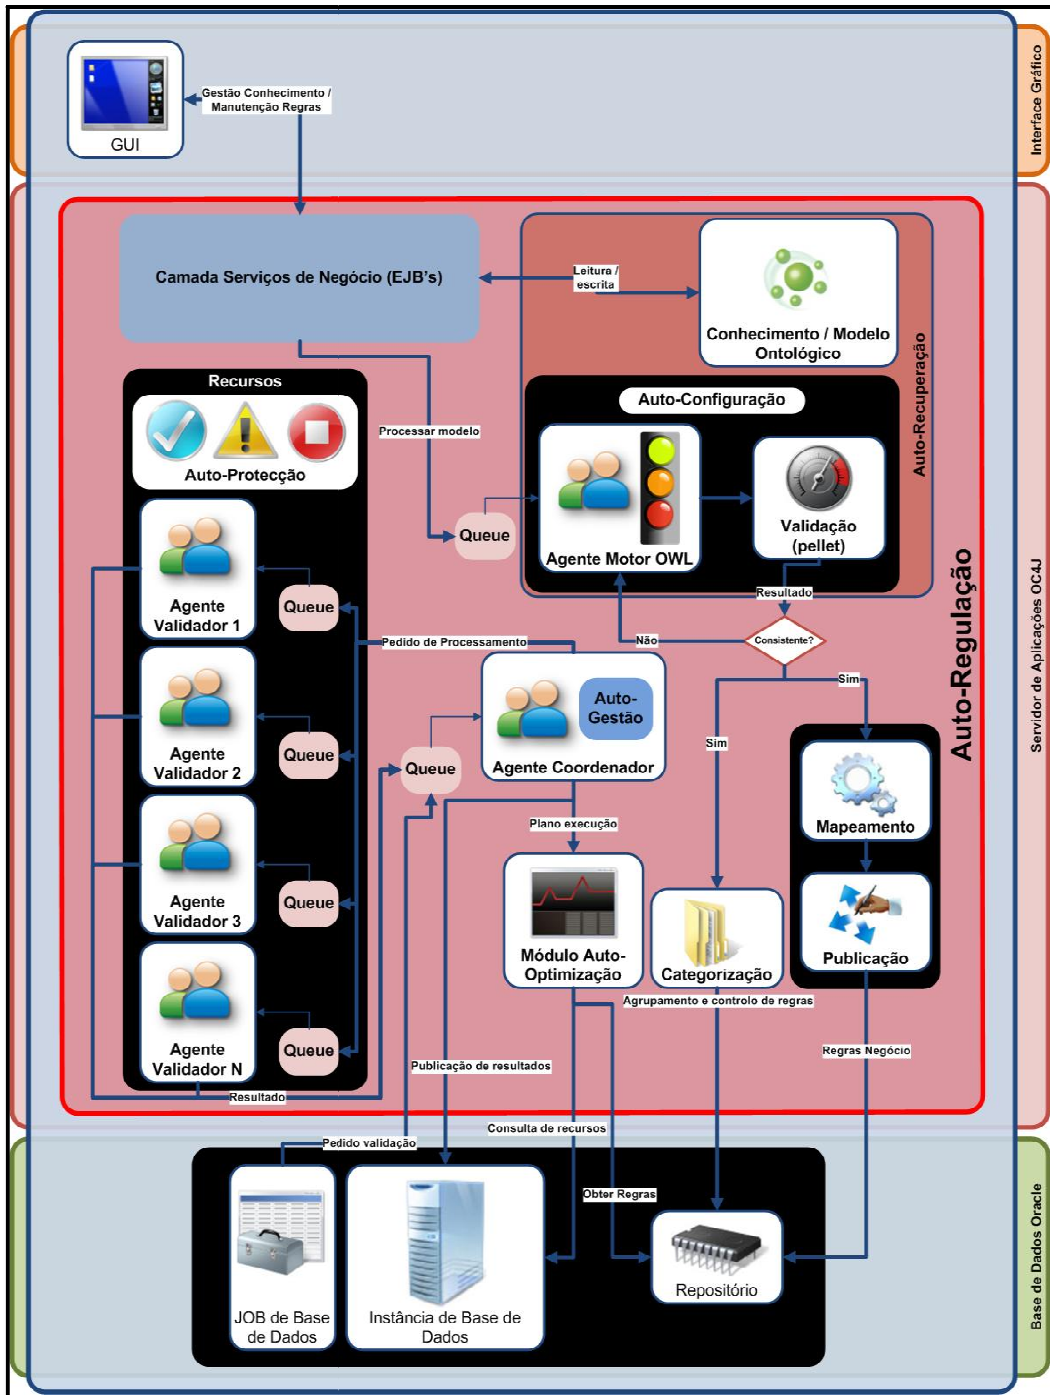 GUI
Gestão Conhecimento /
Manutenção Regras
Interface Gráfico
Camada Serviços de Negócio (EJB's)
Leitura /
escrita
Conhecimento / Modelo
Ontológico
Auto-Recuperação
Recursos
Auto-Protecção
Processar modelo
Auto-Configuração
Agente Motor OWL
Validação
(pellet)
Queue
Resultado
Consistente?
Não
Sim
Sim
Auto-Regulação
Servidor de Aplicações OC4J
Agente
Validador 1
Queue
Pedido de Processamento
Auto-
Gestão
Agente Coordenador
Queue
Agente
Validador 2
Queue
Mapeamento
Plano execução
Agente
Validador 3
Queue
Módulo Auto-
Optimização
Categorização
Publicação
Agrupamento e controlo de regras
Agente
Validador N
Queue
Regras Negócio
Publicação de resultados
Resultado
Consulta de recursos
Pedido validação
Obter Regras
JOB de Base
de Dados
Instância de Base de
Dados
Repositório
Base de Dados Oracle